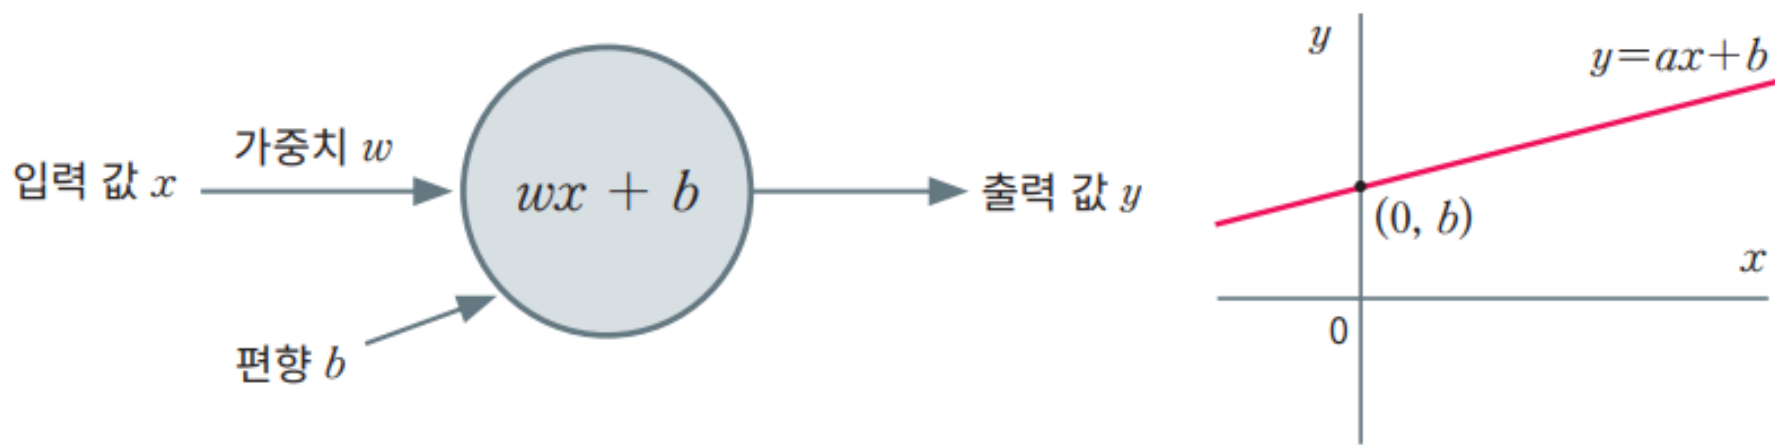 입력 값 x
가중치 w
편향 b
wx + b
출력 값 y
y
y=ax+b
(0, b)
x
0